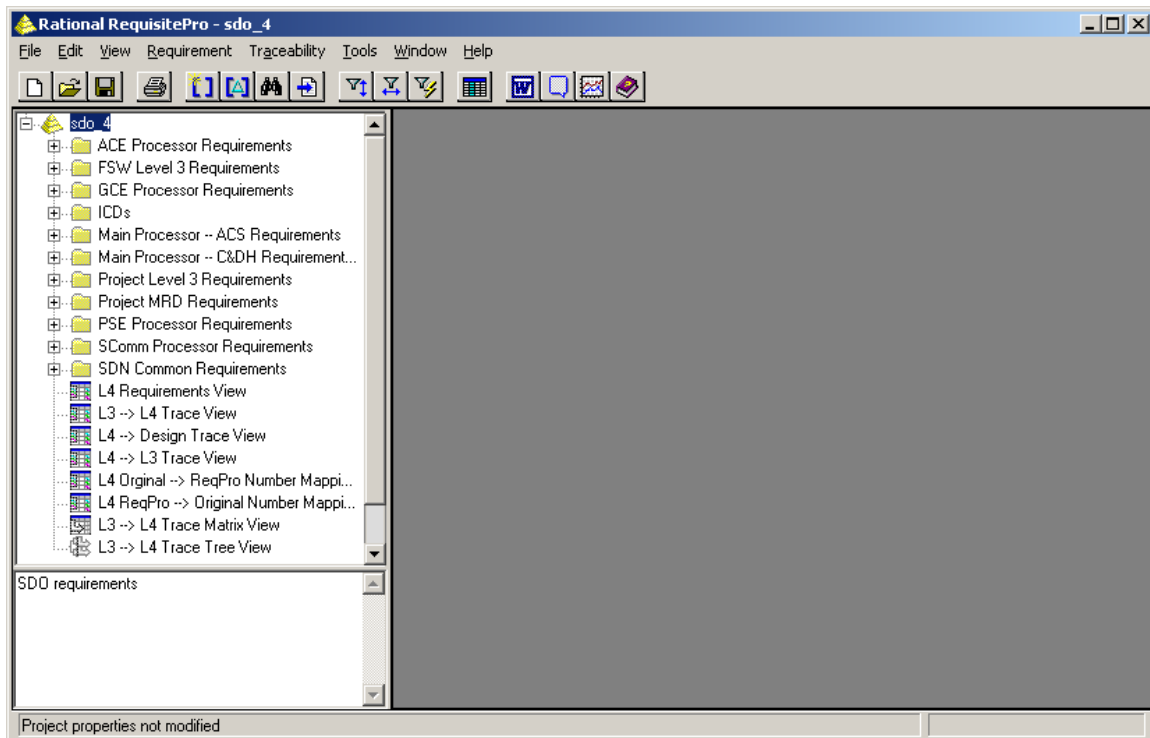 Rational RequisitePro - sdo_4
File Edit View Requirement Traceability Tools Window Help
sdo_4
ACE Processor Requirements
FSW Level 3 Requirements
GCE Processor Requirements
ICDs
Main Processor -- ACS Requirements
Main Processor -- C&DH Requirement...
Project Level 3 Requirements
Project MRD Requirements
PSE Processor Requirements
SComm Processor Requirements
SDN Common Requirements
L4 Requirements View
L3 --> L4 Trace View
L4 --> Design Trace View
L4 --> L3 Trace View
L4 Orginal --> ReqPro Number Mappi...
L4 ReqPro --> Original Number Mappi...
L3 --> L4 Trace Matrix View
L3 --> L4 Trace Tree View
SDO requirements
Project properties not modified